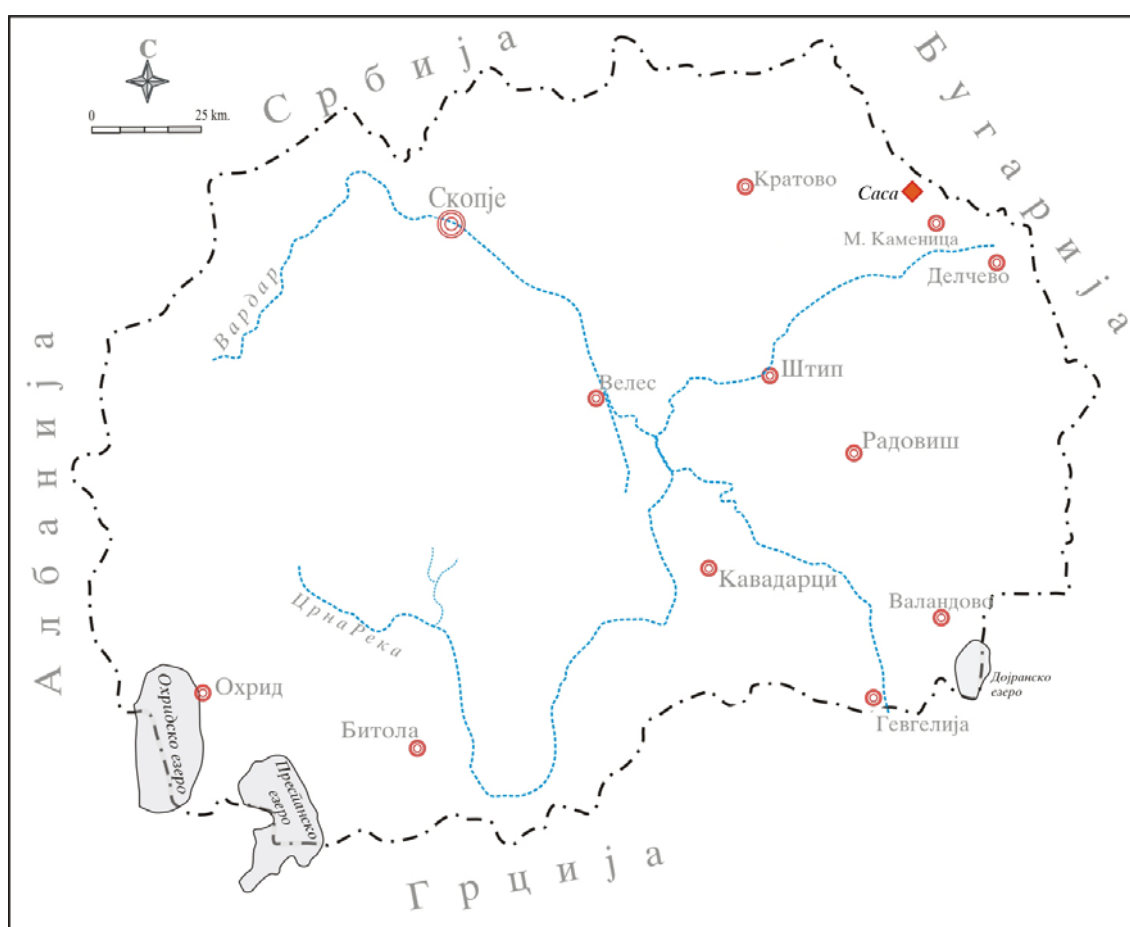 Србија
Бугарија
С
0 25 km.
Кратово
Саса
Скопје
М. Каменица
Делчево
Вардар
Штип
Велес
Албанија
Радовиш
Кавадарци
Валандово
Црна Река
Охрид
Дојранско
езеро
Охридско езеро
Битола
Гевгелија
Преспанско
езеро
Грција